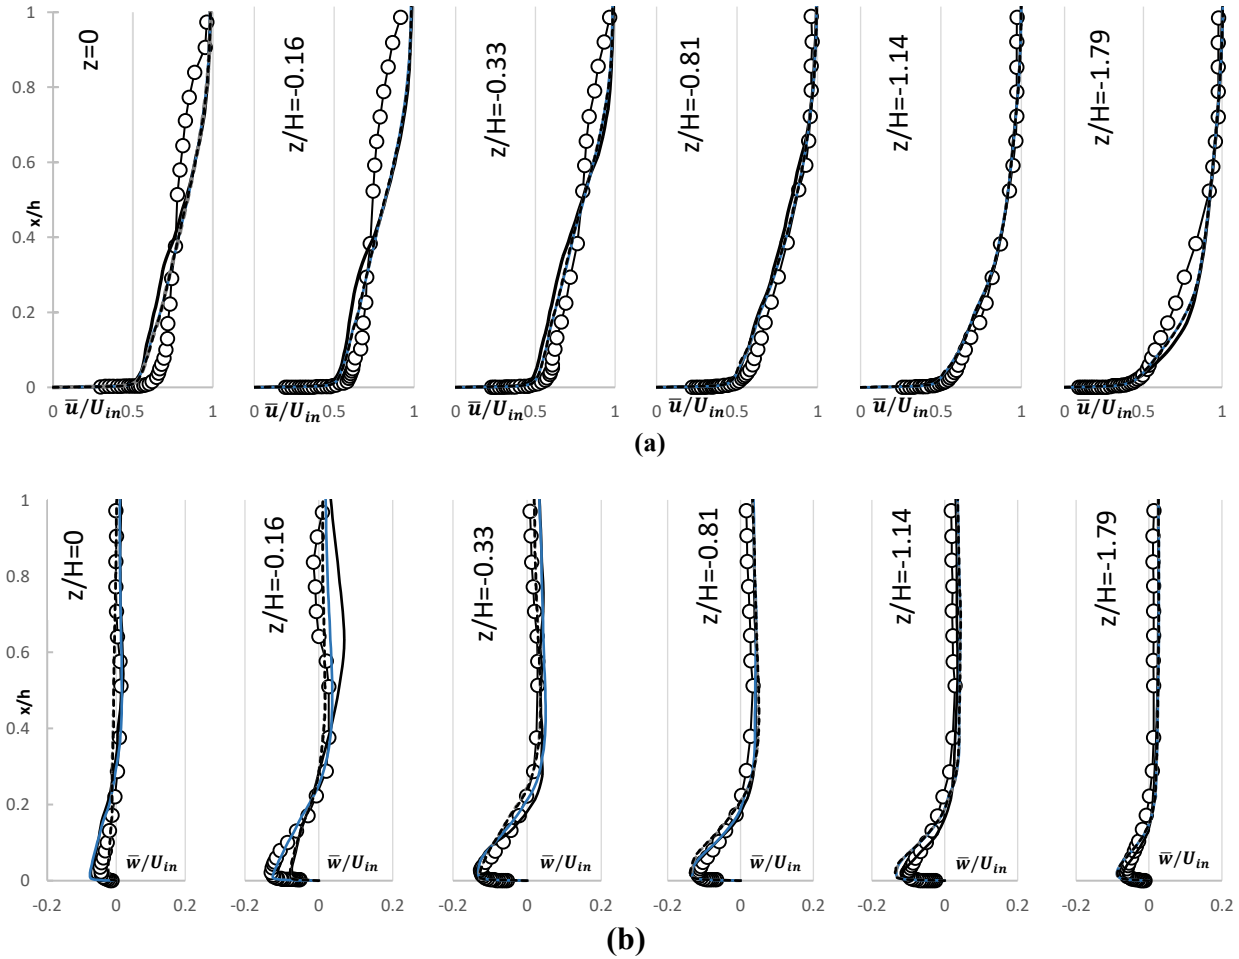 z=0
z/H=-0.16
z/H=-0.33
z/H=-0.81
z/H=-1.14
z/H=-1.79
1
0.8
0.6
0.4
0.2
0
x/h
0 u̅/U_in 0.5 1
0 u̅/U_in 0.5 1
0 u̅/U_in 0.5 1
0 u̅/U_in 0.5 1
0 u̅/U_in 0.5 1
0 u̅/U_in 0.5 1
(a)
z/H=0
z/H=-0.16
z/H=-0.33
z/H=-0.81
z/H=-1.14
z/H=-1.79
1
0.8
0.6
0.4
0.2
0
x/h
w̅/U_in
w̅/U_in
w̅/U_in
w̅/U_in
w̅/U_in
w̅/U_in
-0.2 0 0.2
-0.2 0 0.2
-0.2 0 0.2
-0.2 0 0.2
-0.2 0 0.2
-0.2 0 0.2
(b)